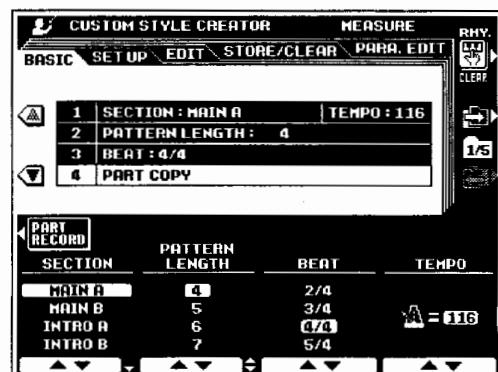 CUSTOM STYLE CREATOR MEASURE
RHY.
BASIC SET UP EDIT STORE/CLEAR PARA. EDIT
CLEAR
1 SECTION : MAIN A TEMPO : 116
2 PATTERN LENGTH : 4
3 BEAT : 4/4
1/5
4 PART COPY
PART
RECORD
SECTION PATTERN LENGTH BEAT TEMPO
MAIN A 4 2/4
MAIN B 5 3/4
INTRO A 6 4/4 = 116
INTRO B 7 5/4